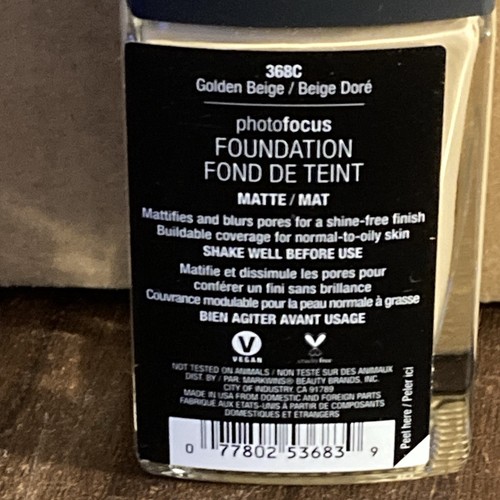 368C
Golden Beige / Beige Doré
photofocus
FOUNDATION
FOND DE TEINT
MATTE / MAT
Mattifies and blurs pores for a shine-free finish
Buildable coverage for normal-to-oily skin
SHAKE WELL BEFORE USE
Matifie et dissimule les pores pour
conférer un fini sans brillance
Couvrance modulable pour la peau normale à grasse
BIEN AGITER AVANT USAGE
V
VEGAN
cruelty free
NOT TESTED ON ANIMALS / NON TESTÉ SUR DES ANIMAUX
DIST. BY / PAR: MARKWINS® BEAUTY BRANDS, INC.
CITY OF INDUSTRY, CA 91789
MADE IN USA FROM DOMESTIC AND FOREIGN PARTS
FABRIQUÉ AUX ÉTATS-UNIS À PARTIR DE COMPOSANTS
DOMESTIQUES ET ÉTRANGERS
Peel here / Peler ici
0 77802 53683 9